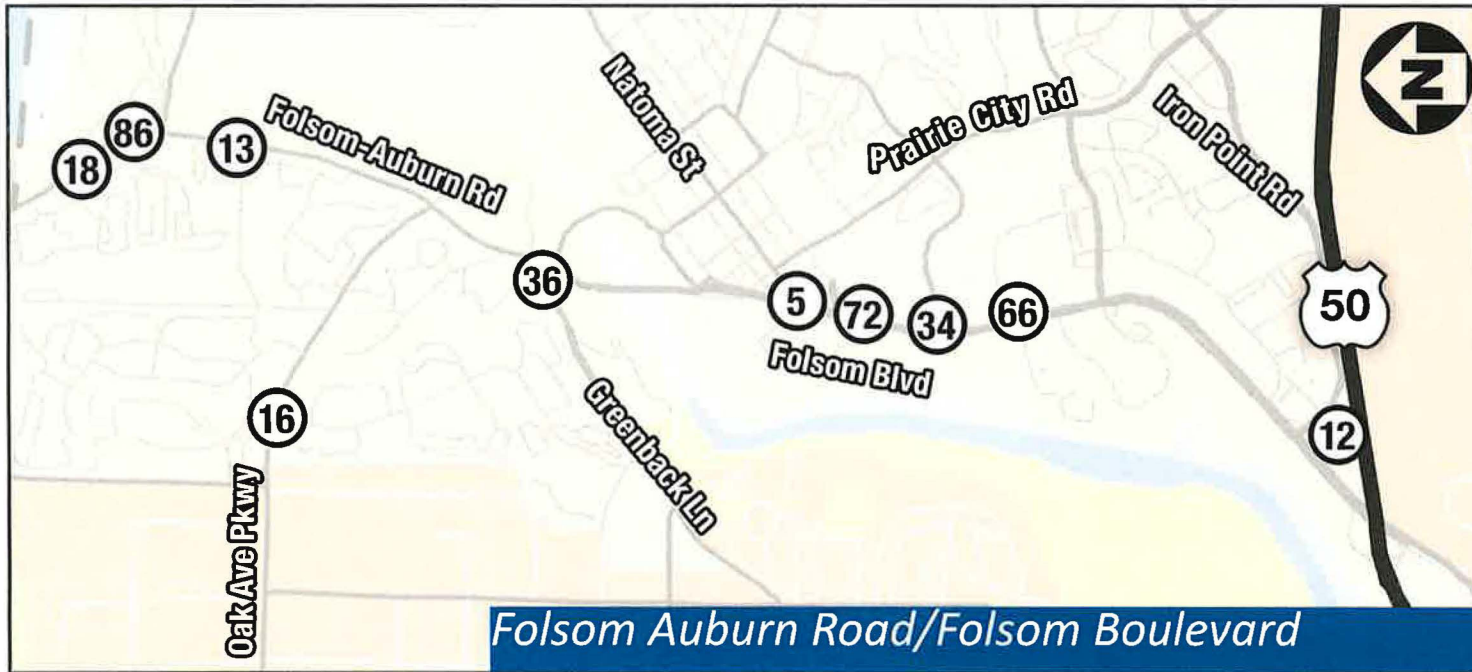 N
Natoma St
Prairie City Rd
Iron Point Rd
86
13
Folsom-Auburn Rd
18
36
5
72
34
66
50
Folsom Blvd
16
Greenback Ln
12
Oak Ave Pkwy
Folsom Auburn Road/Folsom Boulevard